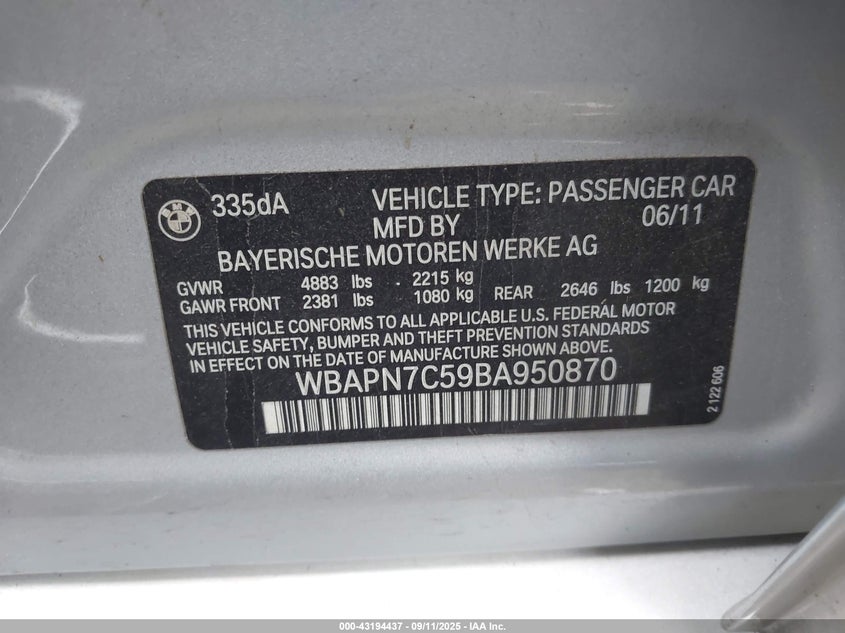 BMW
335dA VEHICLE TYPE: PASSENGER CAR
MFD BY 06/11
BAYERISCHE MOTOREN WERKE AG
GVWR 4883 lbs 2215 kg
GAWR FRONT 2381 lbs 1080 kg REAR 2646 lbs 1200 kg
THIS VEHICLE CONFORMS TO ALL APPLICABLE U.S. FEDERAL MOTOR
VEHICLE SAFETY, BUMPER AND THEFT PREVENTION STANDARDS
IN EFFECT ON THE DATE OF MANUFACTURE SHOWN ABOVE.
WBAPN7C59BA950870
2 122 606
000-43194437 - 09/11/2025 - IAA Inc.